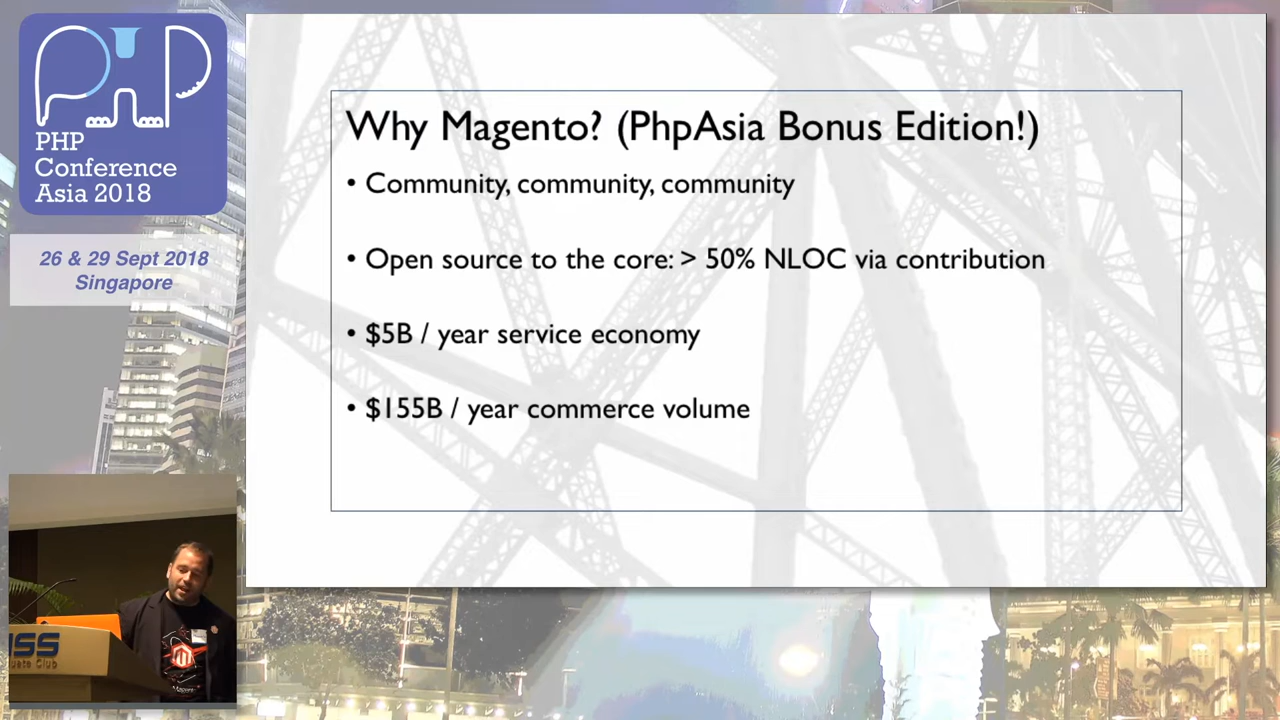 PHP
PHP
Conference
Asia 2018
26 & 29 Sept 2018
Singapore
Why Magento? (PhpAsia Bonus Edition!)
• Community, community, community
• Open source to the core: > 50% NLOC via contribution
• $5B / year service economy
• $155B / year commerce volume